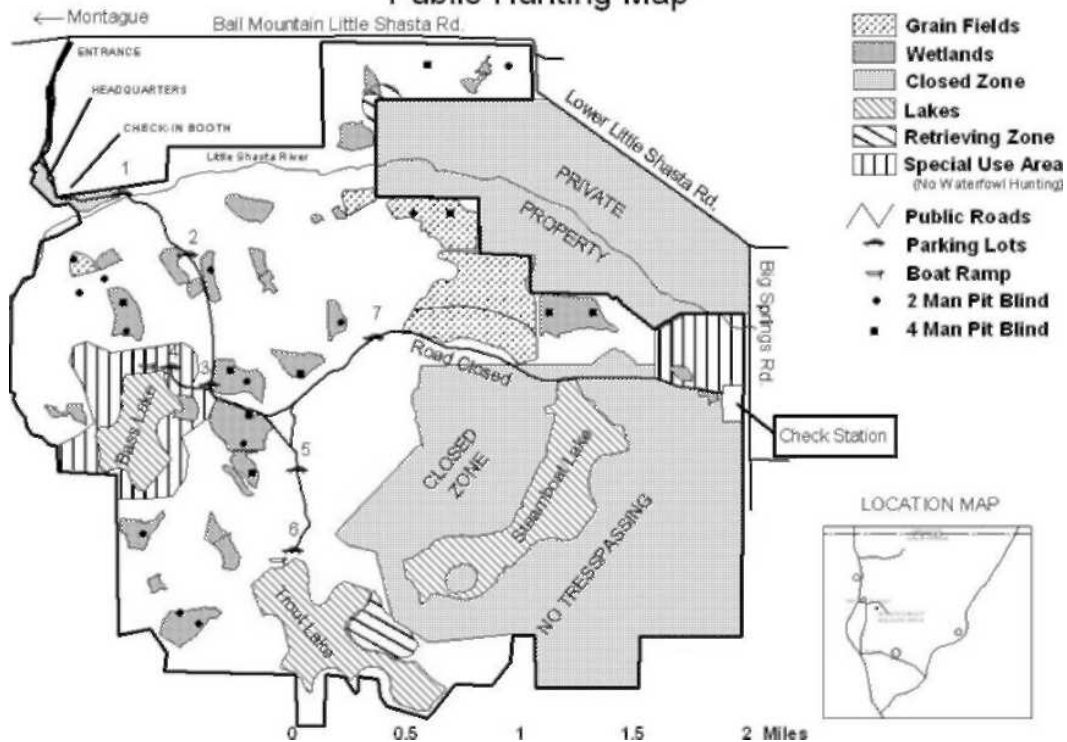 Public Hunting Map
Montague
Ball Mountain Little Shasta Rd.
ENTRANCE
HEADQUARTERS
CHECK-IN BOOTH
Little Shasta River
Lower Little Shasta Rd.
PRIVATE
PROPERTY
Big Springs Rd.
1
2
3
4
5
6
7
Road Closed
Bass Lake
CLOSED
ZONE
Steamboat Lake
NO TRESSPASSING
Trout Lake
Check Station
Grain Fields
Wetlands
Closed Zone
Lakes
Retrieving Zone
Special Use Area
(No Waterfowl Hunting)
Public Roads
Parking Lots
Boat Ramp
2 Man Pit Blind
4 Man Pit Blind
LOCATION MAP
0 0.5 1 1.5 2 Miles